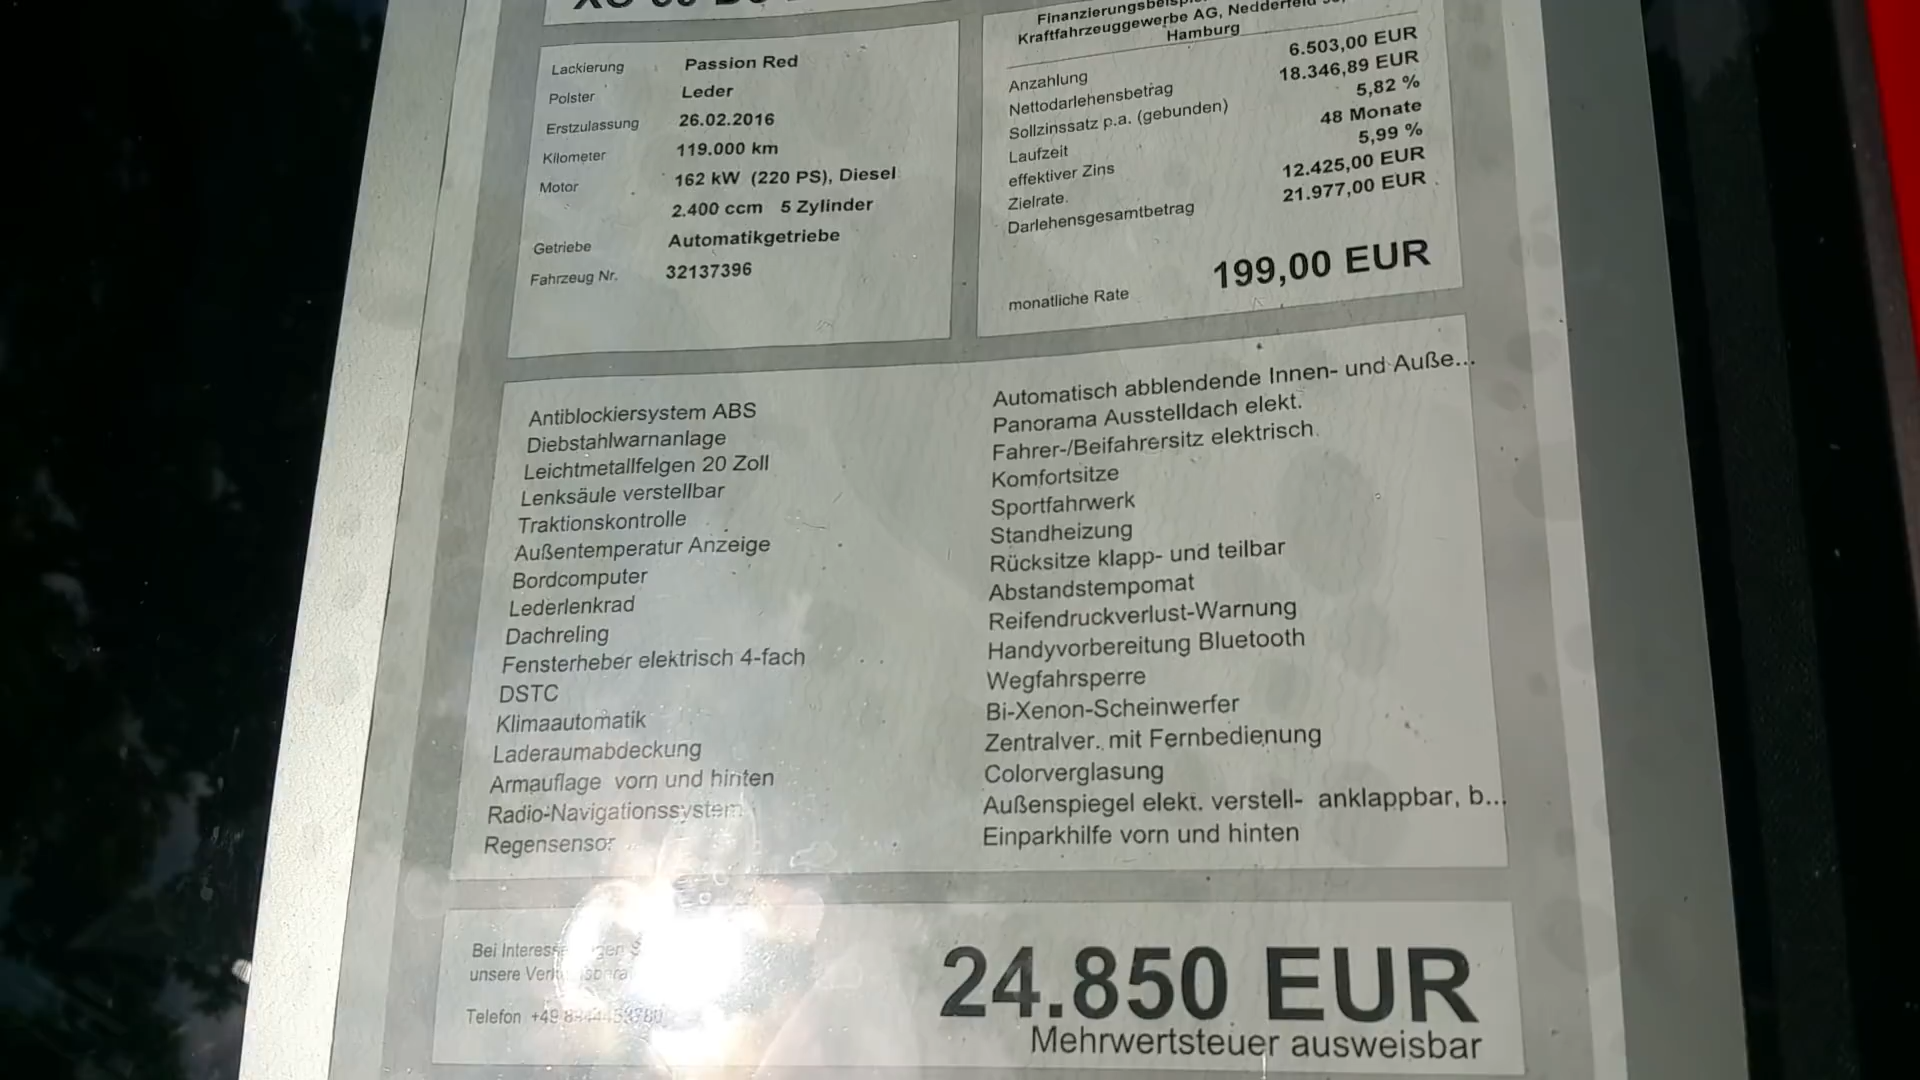 Finanzierungsbeispiel
Kraftfahrzeuggewerbe AG, Nedderfeld
Hamburg
Lackierung Passion Red
Polster Leder
Erstzulassung 26.02.2016
Kilometer 119.000 km
Motor 162 kW (220 PS), Diesel
2.400 ccm 5 Zylinder
Getriebe Automatikgetriebe
Fahrzeug Nr. 32137396
Anzahlung 6.503,00 EUR
Nettodarlehensbetrag 18.346,89 EUR
Sollzinssatz p.a. (gebunden) 5,82 %
Laufzeit 48 Monate
effektiver Zins 5,99 %
Zielrate 12.425,00 EUR
Darlehensgesamtbetrag 21.977,00 EUR
monatliche Rate 199,00 EUR
Antiblockiersystem ABS
Diebstahlwarnanlage
Leichtmetallfelgen 20 Zoll
Lenksäule verstellbar
Traktionskontrolle
Außentemperatur Anzeige
Bordcomputer
Lederlenkrad
Dachreling
Fensterheber elektrisch 4-fach
DSTC
Klimaautomatik
Laderaumabdeckung
Armauflage vorn und hinten
Radio-Navigationssystem
Regensensor
Automatisch abblendende Innen- und Auße...
Panorama Ausstelldach elekt.
Fahrer-/Beifahrersitz elektrisch
Komfortsitze
Sportfahrwerk
Standheizung
Rücksitze klapp- und teilbar
Abstandstempomat
Reifendruckverlust-Warnung
Handyvorbereitung Bluetooth
Wegfahrsperre
Bi-Xenon-Scheinwerfer
Zentralver. mit Fernbedienung
Colorverglasung
Außenspiegel elekt. verstell- anklappbar, b...
Einparkhilfe vorn und hinten
Bei
unsere
Telefon +49
24.850 EUR
Mehrwertsteuer ausweisbar